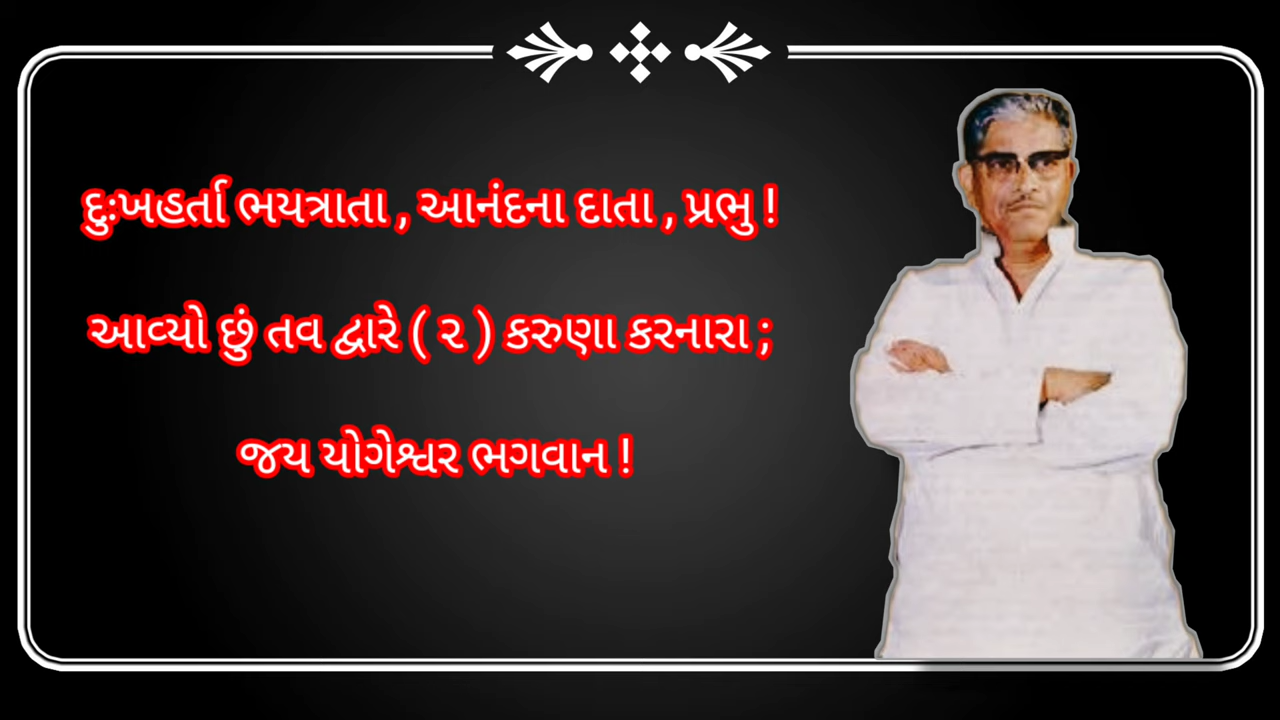 દુઃખહર્તા ભયત્રાતા , આનંદના દાતા , પ્રભુ !
આવ્યો છું તવ દ્વારે ( ૨ ) કરુણા કરનારા ;
જય યોગેશ્વર ભગવાન !